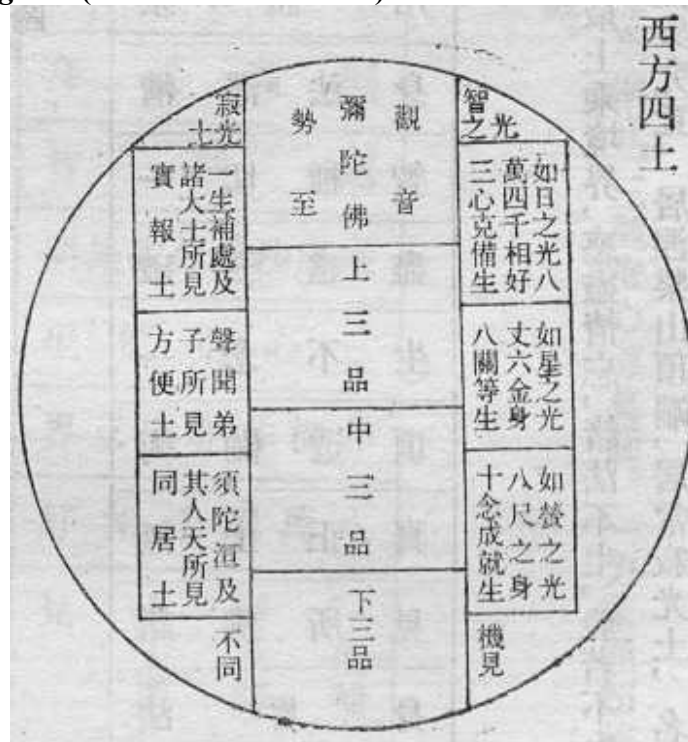 西方四土
智之光
如日之光八
萬四千相好
三心克備生
如星之光
丈六金身
八關等生
如螢之光
八尺之身
十念成就生
機見
觀音
彌陀佛
勢至
上三品
中三品
下三品
寂光土
一生補處及
諸大士所見
實報土
聲聞弟
子所見
方便土
須陀洹及
其人天所見
同居土
不同